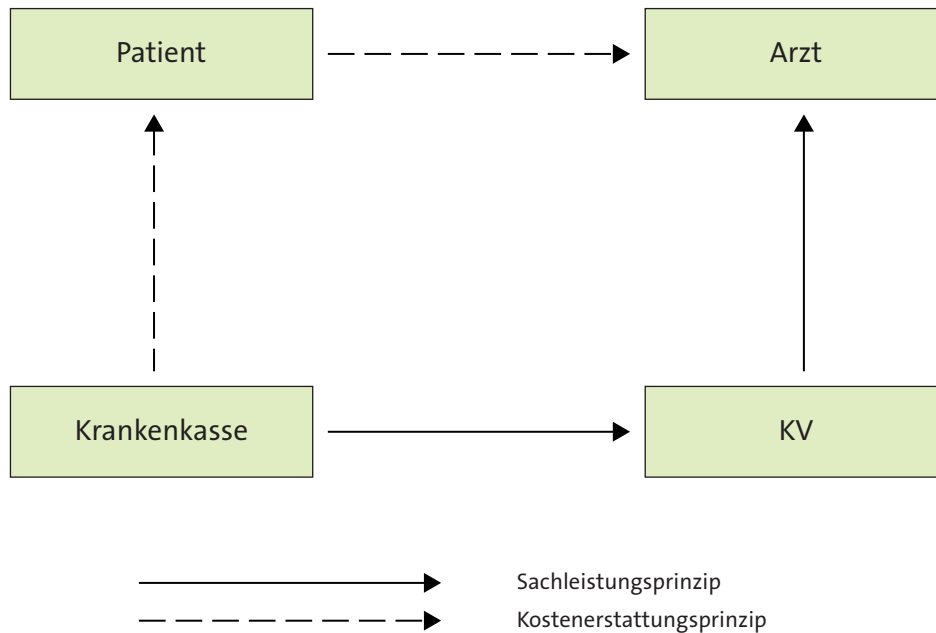 Patient
Arzt
Krankenkasse
KV
Sachleistungsprinzip
Kostenerstattungsprinzip